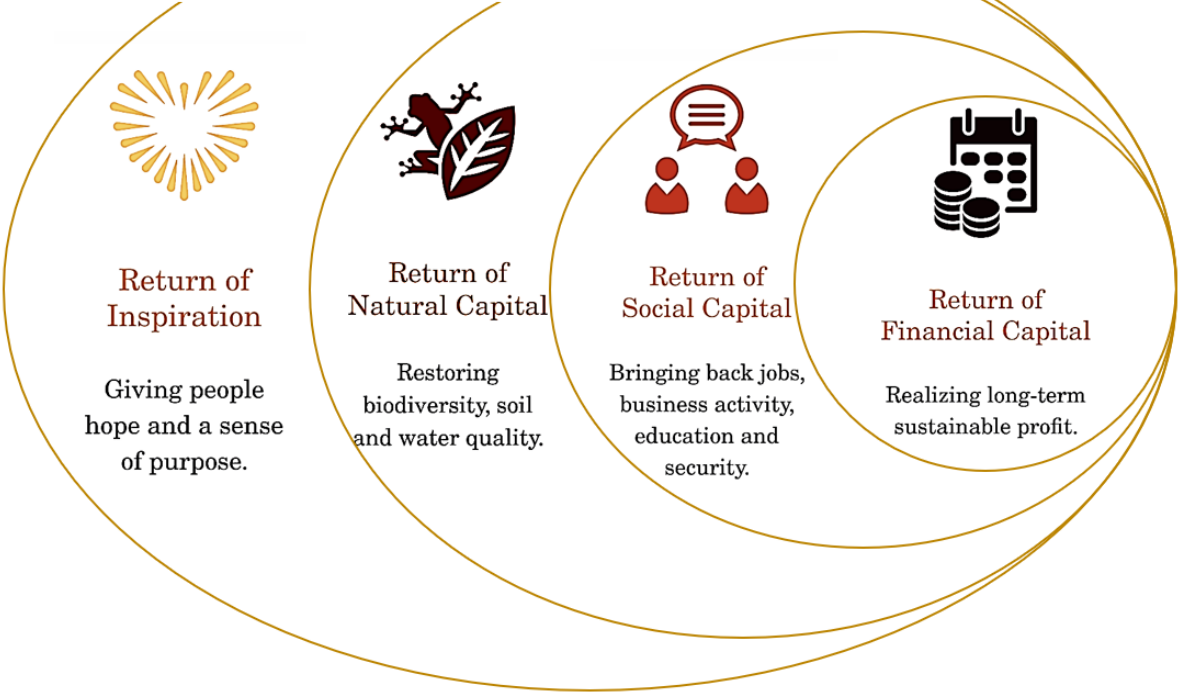 Return of
Inspiration
Giving people
hope and a sense
of purpose.
Return of
Natural Capital
Restoring
biodiversity, soil
and water quality.
Return of
Social Capital
Bringing back jobs,
business activity,
education and
security.
Return of
Financial Capital
Realizing long-term
sustainable profit.